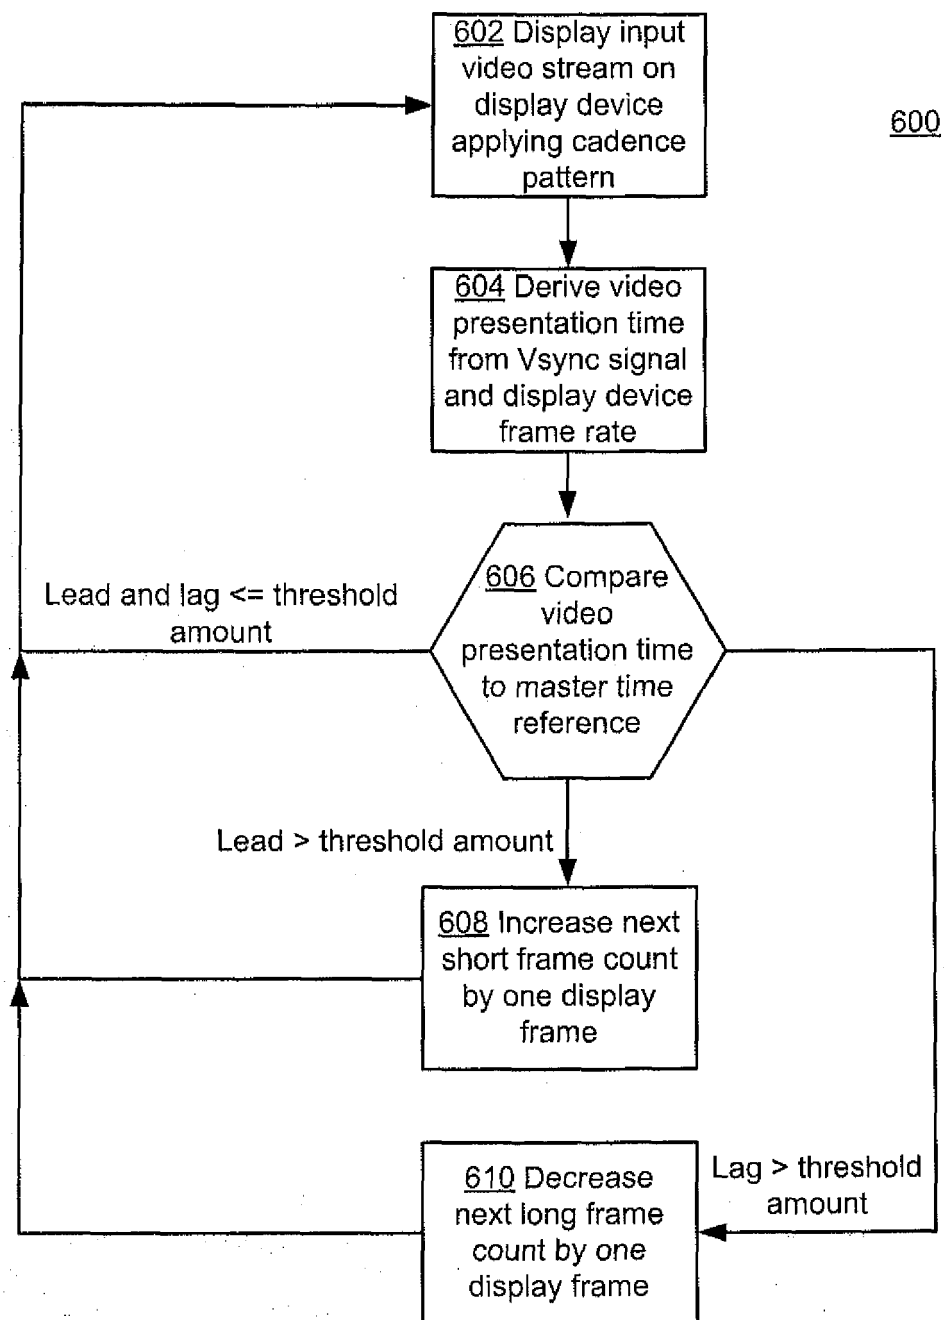 602 Display input
video stream on
display device
applying cadence
pattern
600
604 Derive video
presentation time
from Vsync signal
and display device
frame rate
606 Compare
video
presentation time
to master time
reference
Lead and lag <= threshold
amount
Lead > threshold amount
608 Increase next
short frame count
by one display
frame
Lag > threshold
amount
610 Decrease
next long frame
count by one
display frame